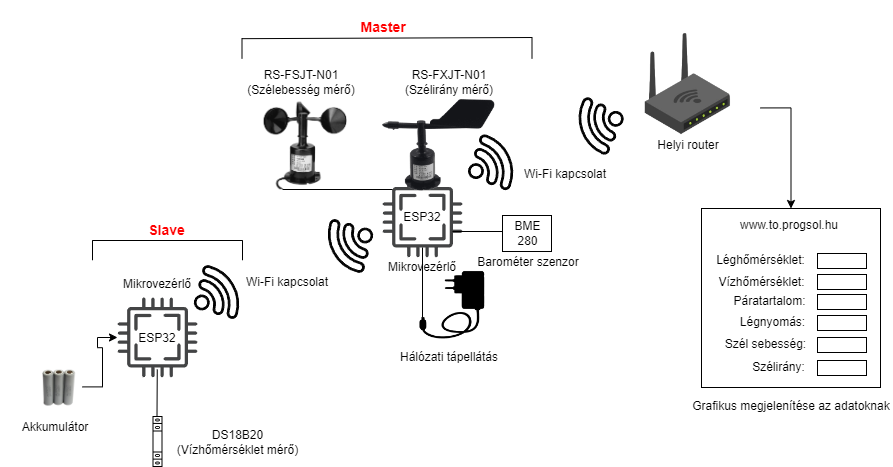 Master
RS-FSJT-N01
(Szélebesség mérő)
RS-FXJT-N01
(Szélirány mérő)
Helyi router
Wi-Fi kapcsolat
ESP32
BME
280
Barométer szenzor
Mikrovezérlő
Hálózati tápellátás
Slave
Wi-Fi kapcsolat
Mikrovezérlő
ESP32
Akkumulátor
DS18B20
(Vízhőmérséklet mérő)
www.to.progsol.hu
Léghőmérséklet:
Vízhőmérséklet:
Páratartalom:
Légnyomás:
Szél sebesség:
Szélirány:
Grafikus megjelenítése az adatoknak